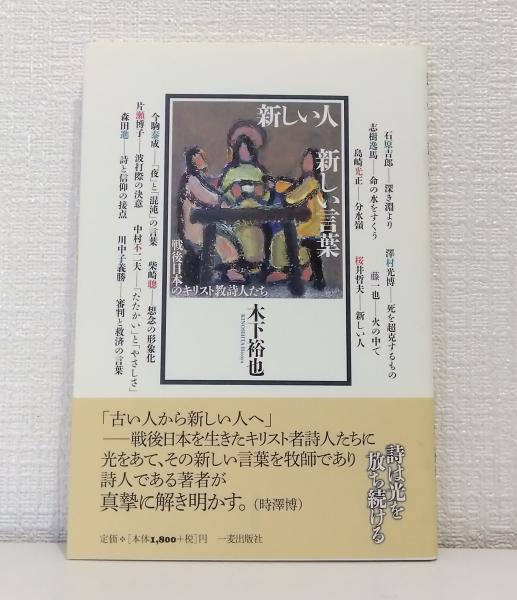 新しい人
新しい言葉
戦後日本
のキリスト教詩人たち
木下裕也
KINOSHITA Hiroya
石原吉郎――深き淵より
志樹逸馬――命の水をすくう
島崎光正――分水嶺
澤村光博――死を超克するもの
藤一也――火の中で
桜井哲夫――新しい人
今駒泰成――「夜」と「混沌」の言葉
片瀬博子――波打際の決意
森田進――詩と信仰の接点
柴崎聰――想念の形象化
中村不二夫――「たたかい」と「やさしさ」
川中子義勝――審判と救済の言葉
「古い人から新しい人へ」
――戦後日本を生きたキリスト者詩人たちに
光をあて、その新しい言葉を牧師であり
詩人である著者が
真摯に解き明かす。(時澤博)
詩は光を
放ち続ける
定価❖[本体1,800+税]円 一麦出版社